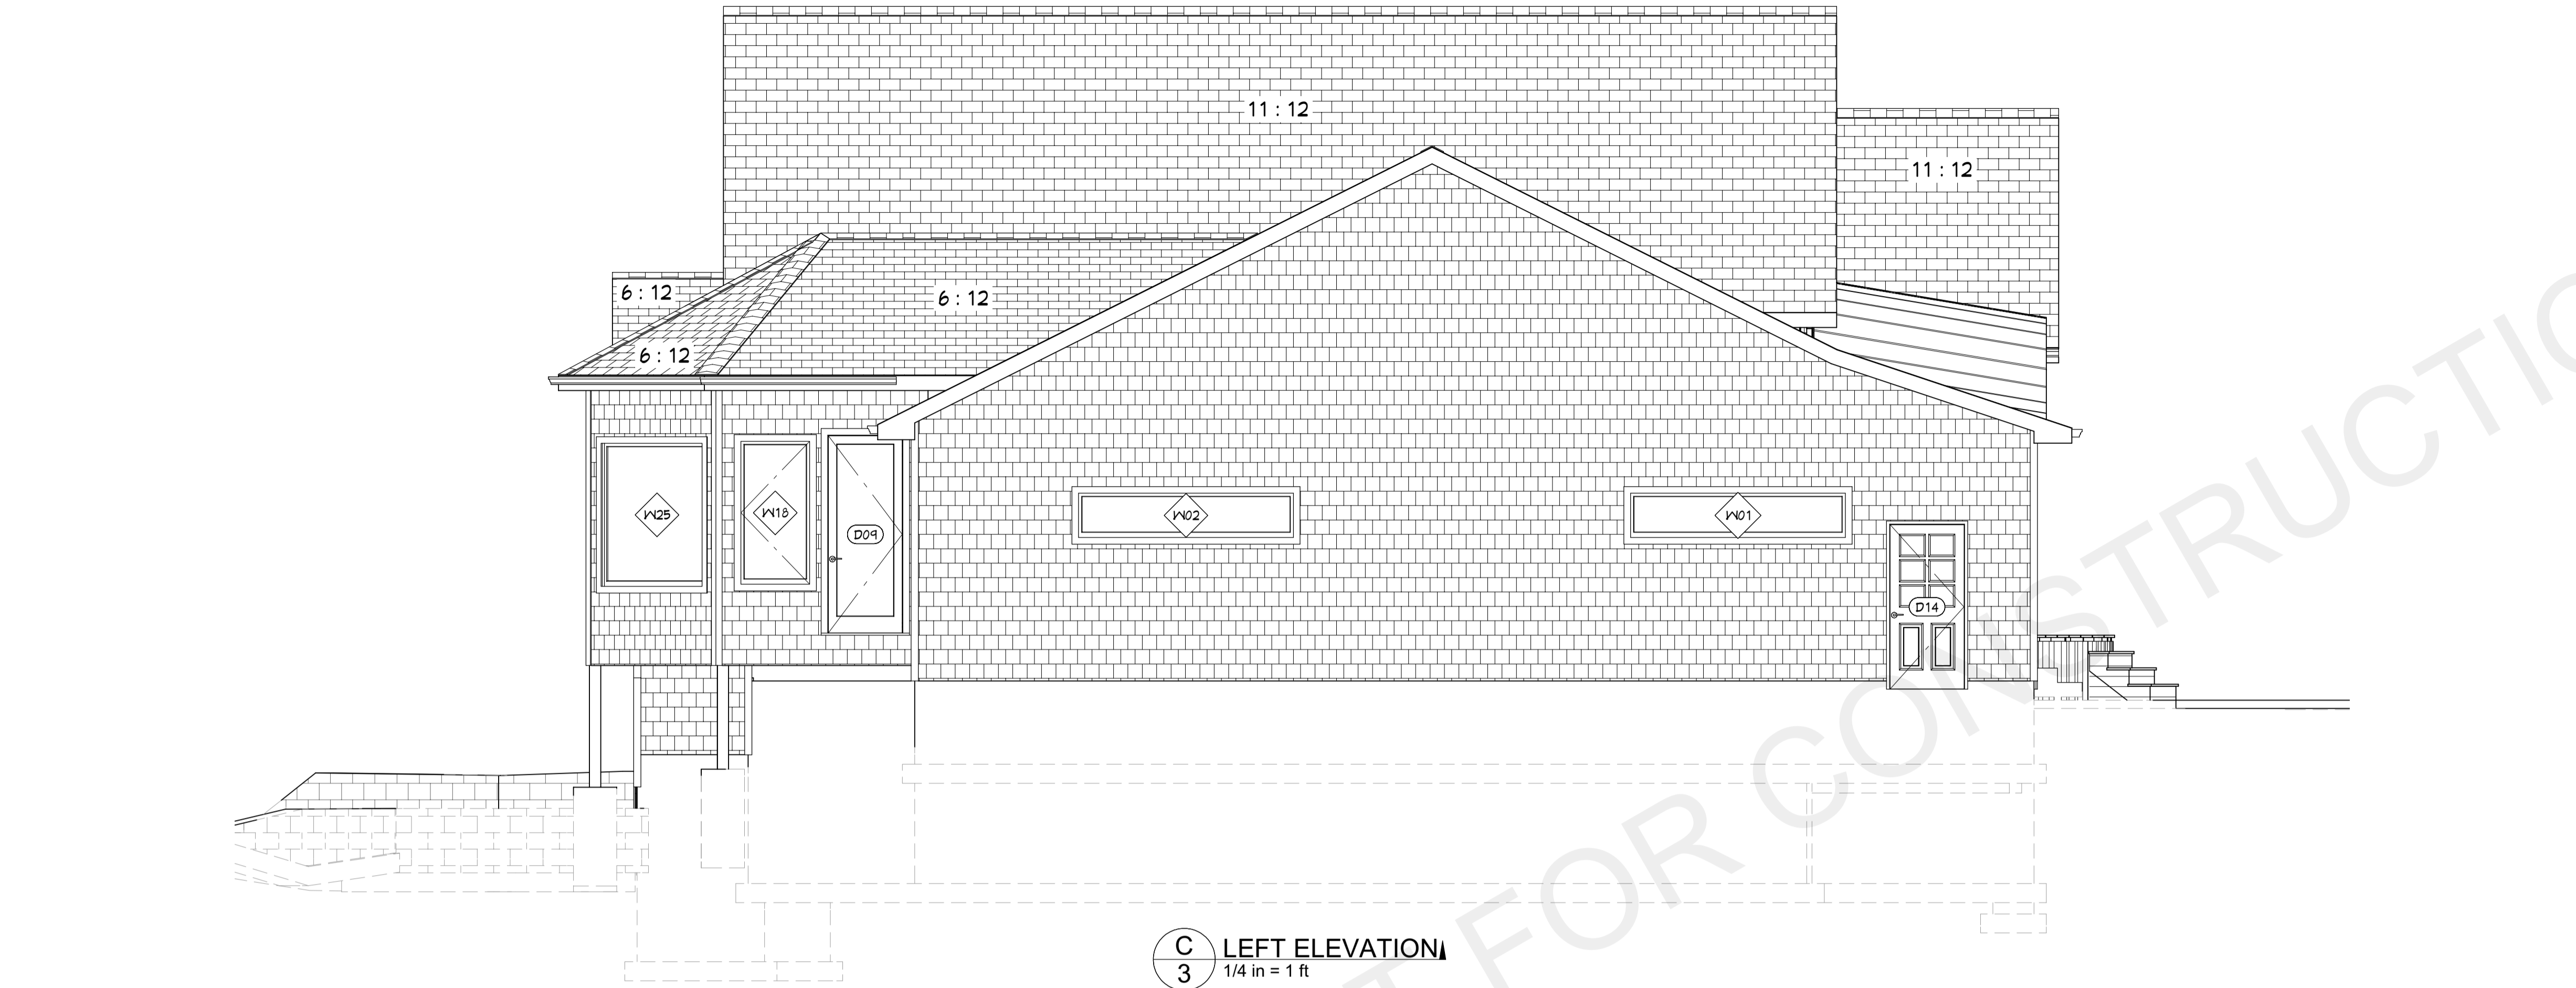 11 : 12
11 : 12
6 : 12
6 : 12
6 : 12
W25
W18
D09
W02
W01
D14
C
3
LEFT ELEVATION
1/4 in = 1 ft
FOR CONSTRUCTIO